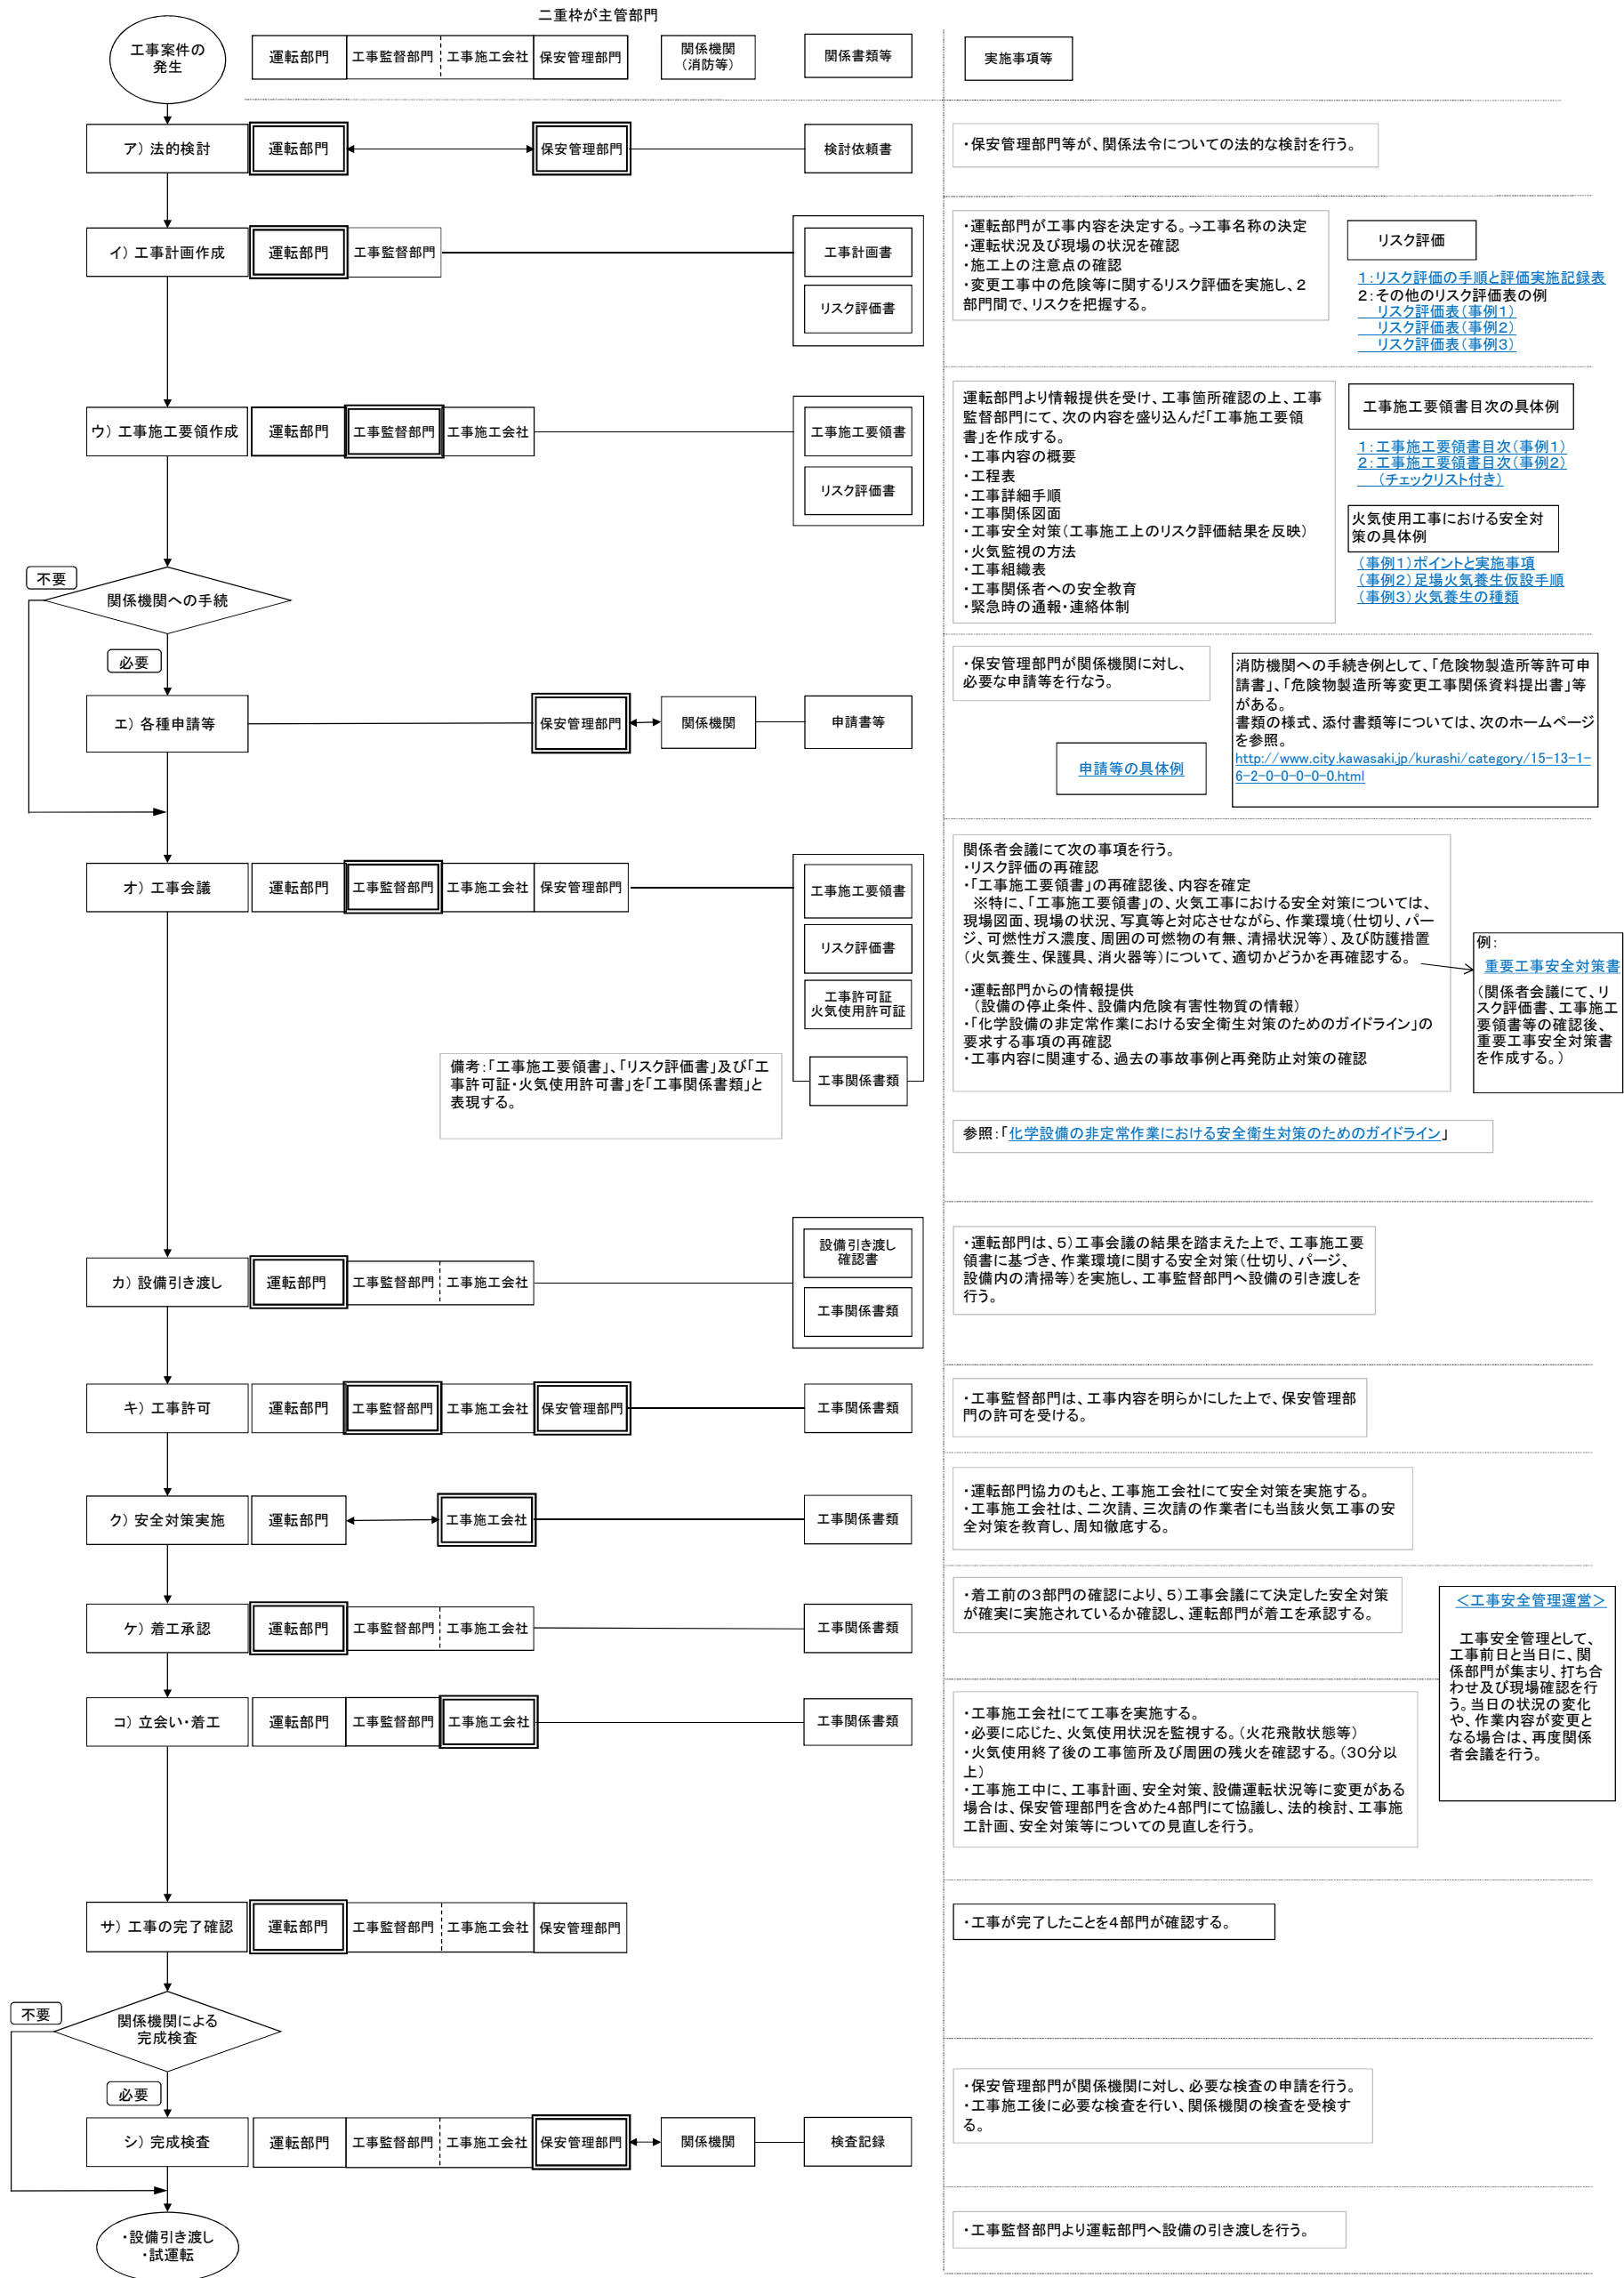 二重枠が主管部門
工事案件の
発生
運転部門
工事監督部門
工事施工会社
保安管理部門
関係機関
(消防等)
関係書類等
実施事項等
ア) 法的検討
運転部門
保安管理部門
検討依頼書
・保安管理部門等が、関係法令についての法的な検討を行う。
イ) 工事計画作成
運転部門
工事監督部門
工事計画書
リスク評価書
・運転部門が工事内容を決定する。→工事名称の決定
・運転状況及び現場の状況を確認
・施工上の注意点の確認
・変更工事中の危険等に関するリスク評価を実施し、2
部門間で、リスクを把握する。
リスク評価
1:リスク評価の手順と評価実施記録表
2:その他のリスク評価表の例
リスク評価表(事例1)
リスク評価表(事例2)
リスク評価表(事例3)
ウ) 工事施工要領作成
運転部門
工事監督部門
工事施工会社
工事施工要領書
リスク評価書
運転部門より情報提供を受け、工事箇所確認の上、工事
監督部門にて、次の内容を盛り込んだ「工事施工要領
書」を作成する。
・工事内容の概要
・工程表
・工事詳細手順
・工事関係図面
・工事安全対策(工事施工上のリスク評価結果を反映)
・火気監視の方法
・工事組織表
・工事関係者への安全教育
・緊急時の通報・連絡体制
工事施工要領書目次の具体例
1:工事施工要領書目次(事例1)
2:工事施工要領書目次(事例2)
(チェックリスト付き)
火気使用工事における安全対
策の具体例
(事例1)ポイントと実施事項
(事例2)足場火気養生仮設手順
(事例3)火気養生の種類
不要
関係機関への手続
必要
エ) 各種申請等
保安管理部門
関係機関
申請書等
・保安管理部門が関係機関に対し、
必要な申請等を行なう。
申請等の具体例
消防機関への手続き例として、「危険物製造所等許可申
請書」、「危険物製造所等変更工事関係資料提出書」等
がある。
書類の様式、添付書類等については、次のホームページ
を参照。
http://www.city.kawasaki.jp/kurashi/category/15-13-1-
6-2-0-0-0-0-0.html
オ) 工事会議
運転部門
工事監督部門
工事施工会社
保安管理部門
工事施工要領書
リスク評価書
工事許可証
火気使用許可証
工事関係書類
備考:「工事施工要領書」、「リスク評価書」及び「工
事許可証・火気使用許可書」を「工事関係書類」と
表現する。
関係者会議にて次の事項を行う。
・リスク評価の再確認
・「工事施工要領書」の再確認後、内容を確定
※特に、「工事施工要領書」の、火気工事における安全対策については、
現場図面、現場の状況、写真等と対応させながら、作業環境(仕切り、パー
ジ、可燃性ガス濃度、周囲の可燃物の有無、清掃状況等)、及び防護措置
(火気養生、保護具、消火器等)について、適切かどうかを再確認する。
・運転部門からの情報提供
(設備の停止条件、設備内危険有害性物質の情報)
・「化学設備の非定常作業における安全衛生対策のためのガイドライン」の
要求する事項の再確認
・工事内容に関連する、過去の事故事例と再発防止対策の確認
例:
重要工事安全対策書
(関係者会議にて、リ
スク評価書、工事施工
要領書等の確認後、
重要工事安全対策書
を作成する。)
参照:「化学設備の非定常作業における安全衛生対策のためのガイドライン」
カ) 設備引き渡し
運転部門
工事監督部門
工事施工会社
設備引き渡し
確認書
工事関係書類
・運転部門は、5)工事会議の結果を踏まえた上で、工事施工要
領書に基づき、作業環境に関する安全対策(仕切り、パージ、
設備内の清掃等)を実施し、工事監督部門へ設備の引き渡しを
行う。
キ) 工事許可
運転部門
工事監督部門
工事施工会社
保安管理部門
工事関係書類
・工事監督部門は、工事内容を明らかにした上で、保安管理部
門の許可を受ける。
ク) 安全対策実施
運転部門
工事施工会社
工事関係書類
・運転部門協力のもと、工事施工会社にて安全対策を実施する。
・工事施工会社は、二次請、三次請の作業者にも当該火気工事の安
全対策を教育し、周知徹底する。
ケ) 着工承認
運転部門
工事監督部門
工事施工会社
工事関係書類
・着工前の3部門の確認により、5)工事会議にて決定した安全対策
が確実に実施されているか確認し、運転部門が着工を承認する。
<工事安全管理運営>
工事安全管理として、
工事前日と当日に、関
係部門が集まり、打ち合
わせ及び現場確認を行
う。当日の状況の変化
や、作業内容が変更と
なる場合は、再度関係
者会議を行う。
コ) 立会い・着工
運転部門
工事監督部門
工事施工会社
工事関係書類
・工事施工会社にて工事を実施する。
・必要に応じた、火気使用状況を監視する。(火花飛散状態等)
・火気使用終了後の工事箇所及び周囲の残火を確認する。(30分以
上)
・工事施工中に、工事計画、安全対策、設備運転状況等に変更がある
場合は、保安管理部門を含めた4部門にて協議し、法的検討、工事施
工計画、安全対策等についての見直しを行う。
サ) 工事の完了確認
運転部門
工事監督部門
工事施工会社
保安管理部門
・工事が完了したことを4部門が確認する。
不要
関係機関による
完成検査
必要
シ) 完成検査
運転部門
工事監督部門
工事施工会社
保安管理部門
関係機関
検査記録
・保安管理部門が関係機関に対し、必要な検査の申請を行う。
・工事施工後に必要な検査を行い、関係機関の検査を受検す
る。
・設備引き渡し
・試運転
・工事監督部門より運転部門へ設備の引き渡しを行う。